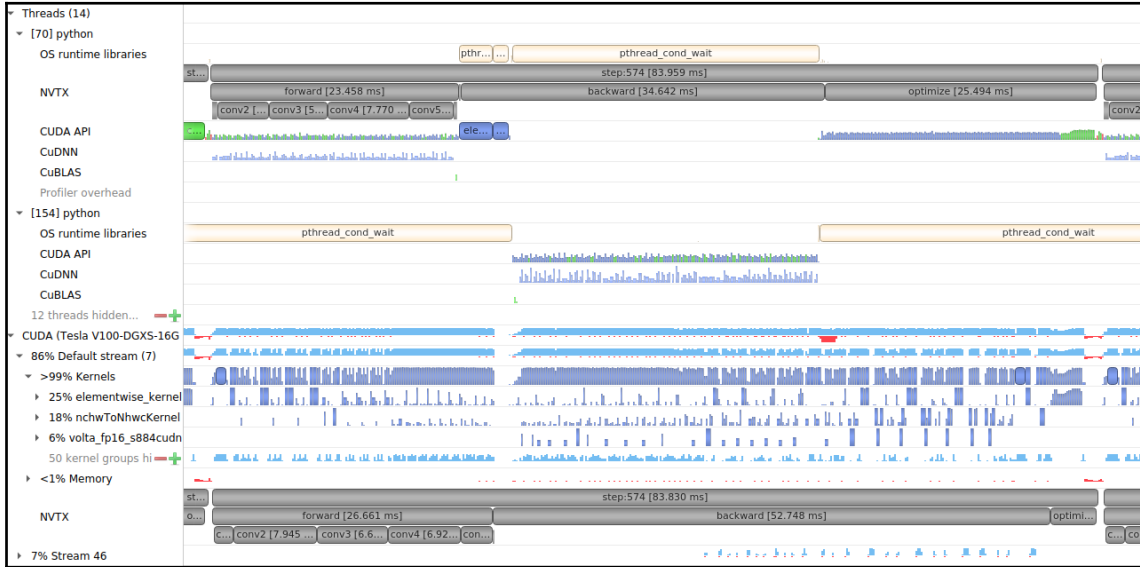 Threads (14)
[70] python
OS runtime libraries
pthr... ... pthread_cond_wait
st... step:574 [83.959 ms]
NVTX
forward [23.458 ms] backward [34.642 ms] optimize [25.494 ms]
conv2 [... conv3 [5... conv4 [7.770 ... conv5... conv2
CUDA API
ele... ...
CuDNN
CuBLAS
Profiler overhead
[154] python
OS runtime libraries
pthread_cond_wait pthread_cond_wait
CUDA API
CuDNN
CuBLAS
12 threads hidden...
CUDA (Tesla V100-DGXS-16G
86% Default stream (7)
>99% Kernels
25% elementwise_kernel
18% nchwToNhwcKernel
6% volta_fp16_s884cudn
50 kernel groups hi
<1% Memory
st... step:574 [83.830 ms]
NVTX
o... forward [26.661 ms] backward [52.748 ms] optimi...
c... conv2 [7.945 ... conv3 [6.6... conv4 [6.92... con... c... co
7% Stream 46